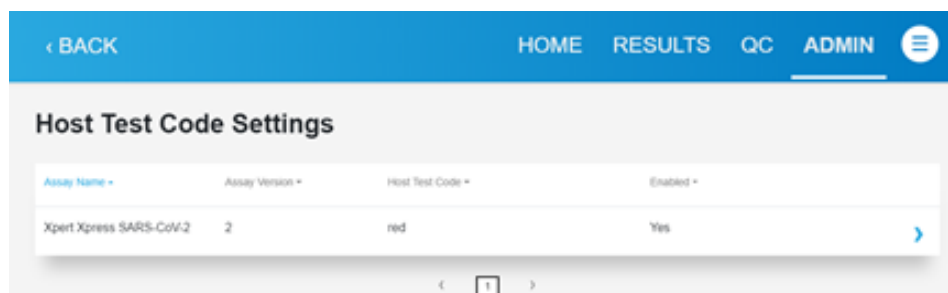 ‹ BACK HOME RESULTS QC ADMIN
Host Test Code Settings
Assay Name Assay Version Host Test Code Enabled
Xpert Xpress SARS-CoV-2 2 red Yes ›
‹ 1 ›